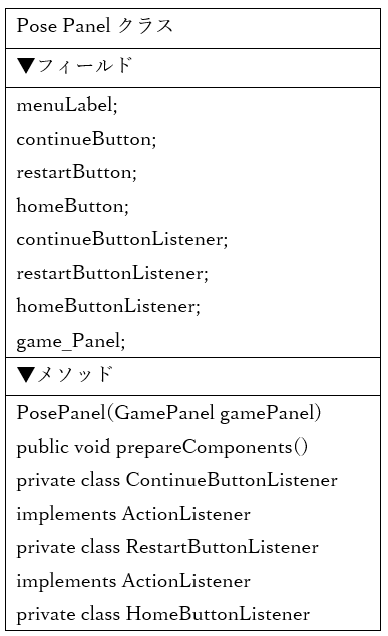 Pose Panel クラス
▼フィールド
menuLabel;
continueButton;
restartButton;
homeButton;
continueButtonListener;
restartButtonListener;
homeButtonListener;
game_Panel;
▼メソッド
PosePanel(GamePanel gamePanel)
public void prepareComponents()
private class ContinueButtonListener
implements ActionListener
private class RestartButtonListener
implements ActionListener
private class HomeButtonListener